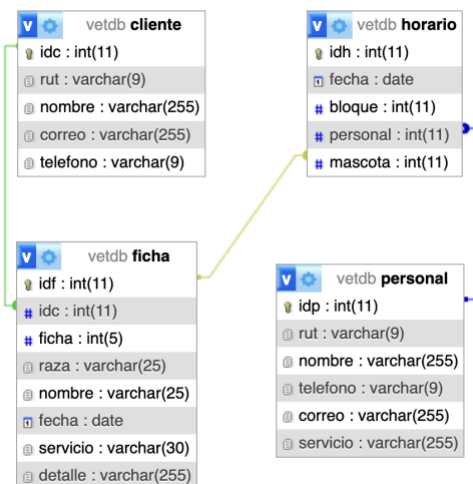 v vetdb cliente
idc : int(11)
rut : varchar(9)
nombre : varchar(255)
correo : varchar(255)
telefono : varchar(9)
v vetdb horario
idh : int(11)
fecha : date
# bloque : int(11)
# personal : int(11)
# mascota : int(11)
v vetdb ficha
idf : int(11)
# idc : int(11)
# ficha : int(5)
raza : varchar(25)
nombre : varchar(25)
fecha : date
servicio : varchar(30)
detalle : varchar(255)
v vetdb personal
idp : int(11)
rut : varchar(9)
nombre : varchar(255)
telefono : varchar(9)
correo : varchar(255)
servicio : varchar(255)